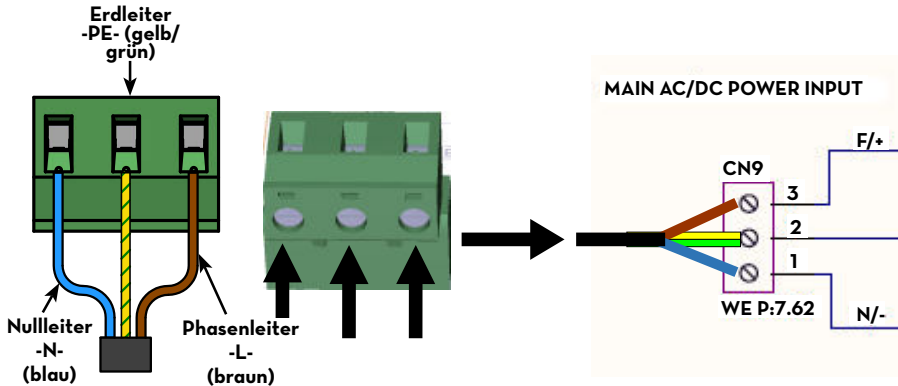 Erdleiter
-PE- (gelb/
grün)
Nullleiter
-N-
(blau)
Phasenleiter
-L-
(braun)
MAIN AC/DC POWER INPUT
F/+
CN9
3
2
1
WE P:7.62
N/-